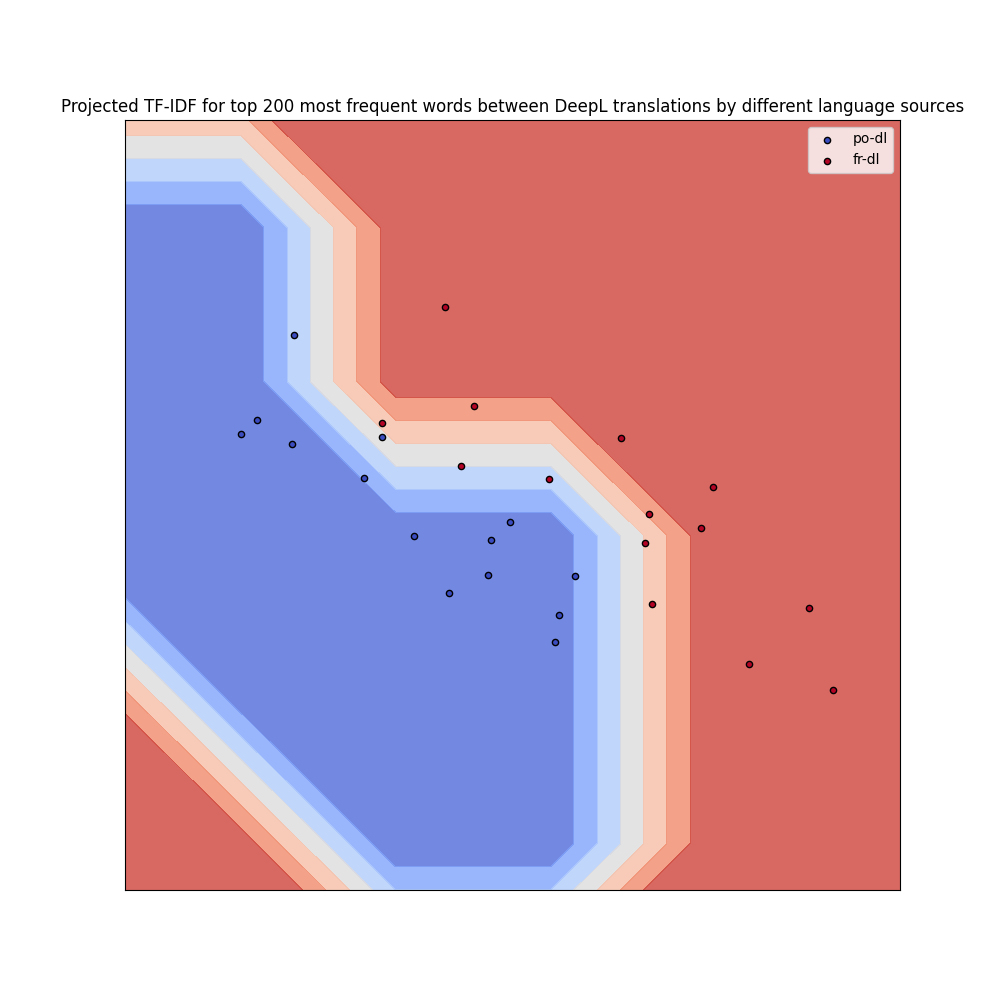 Projected TF-IDF for top 200 most frequent words between DeepL translations by different language sources
po-dl
fr-dl